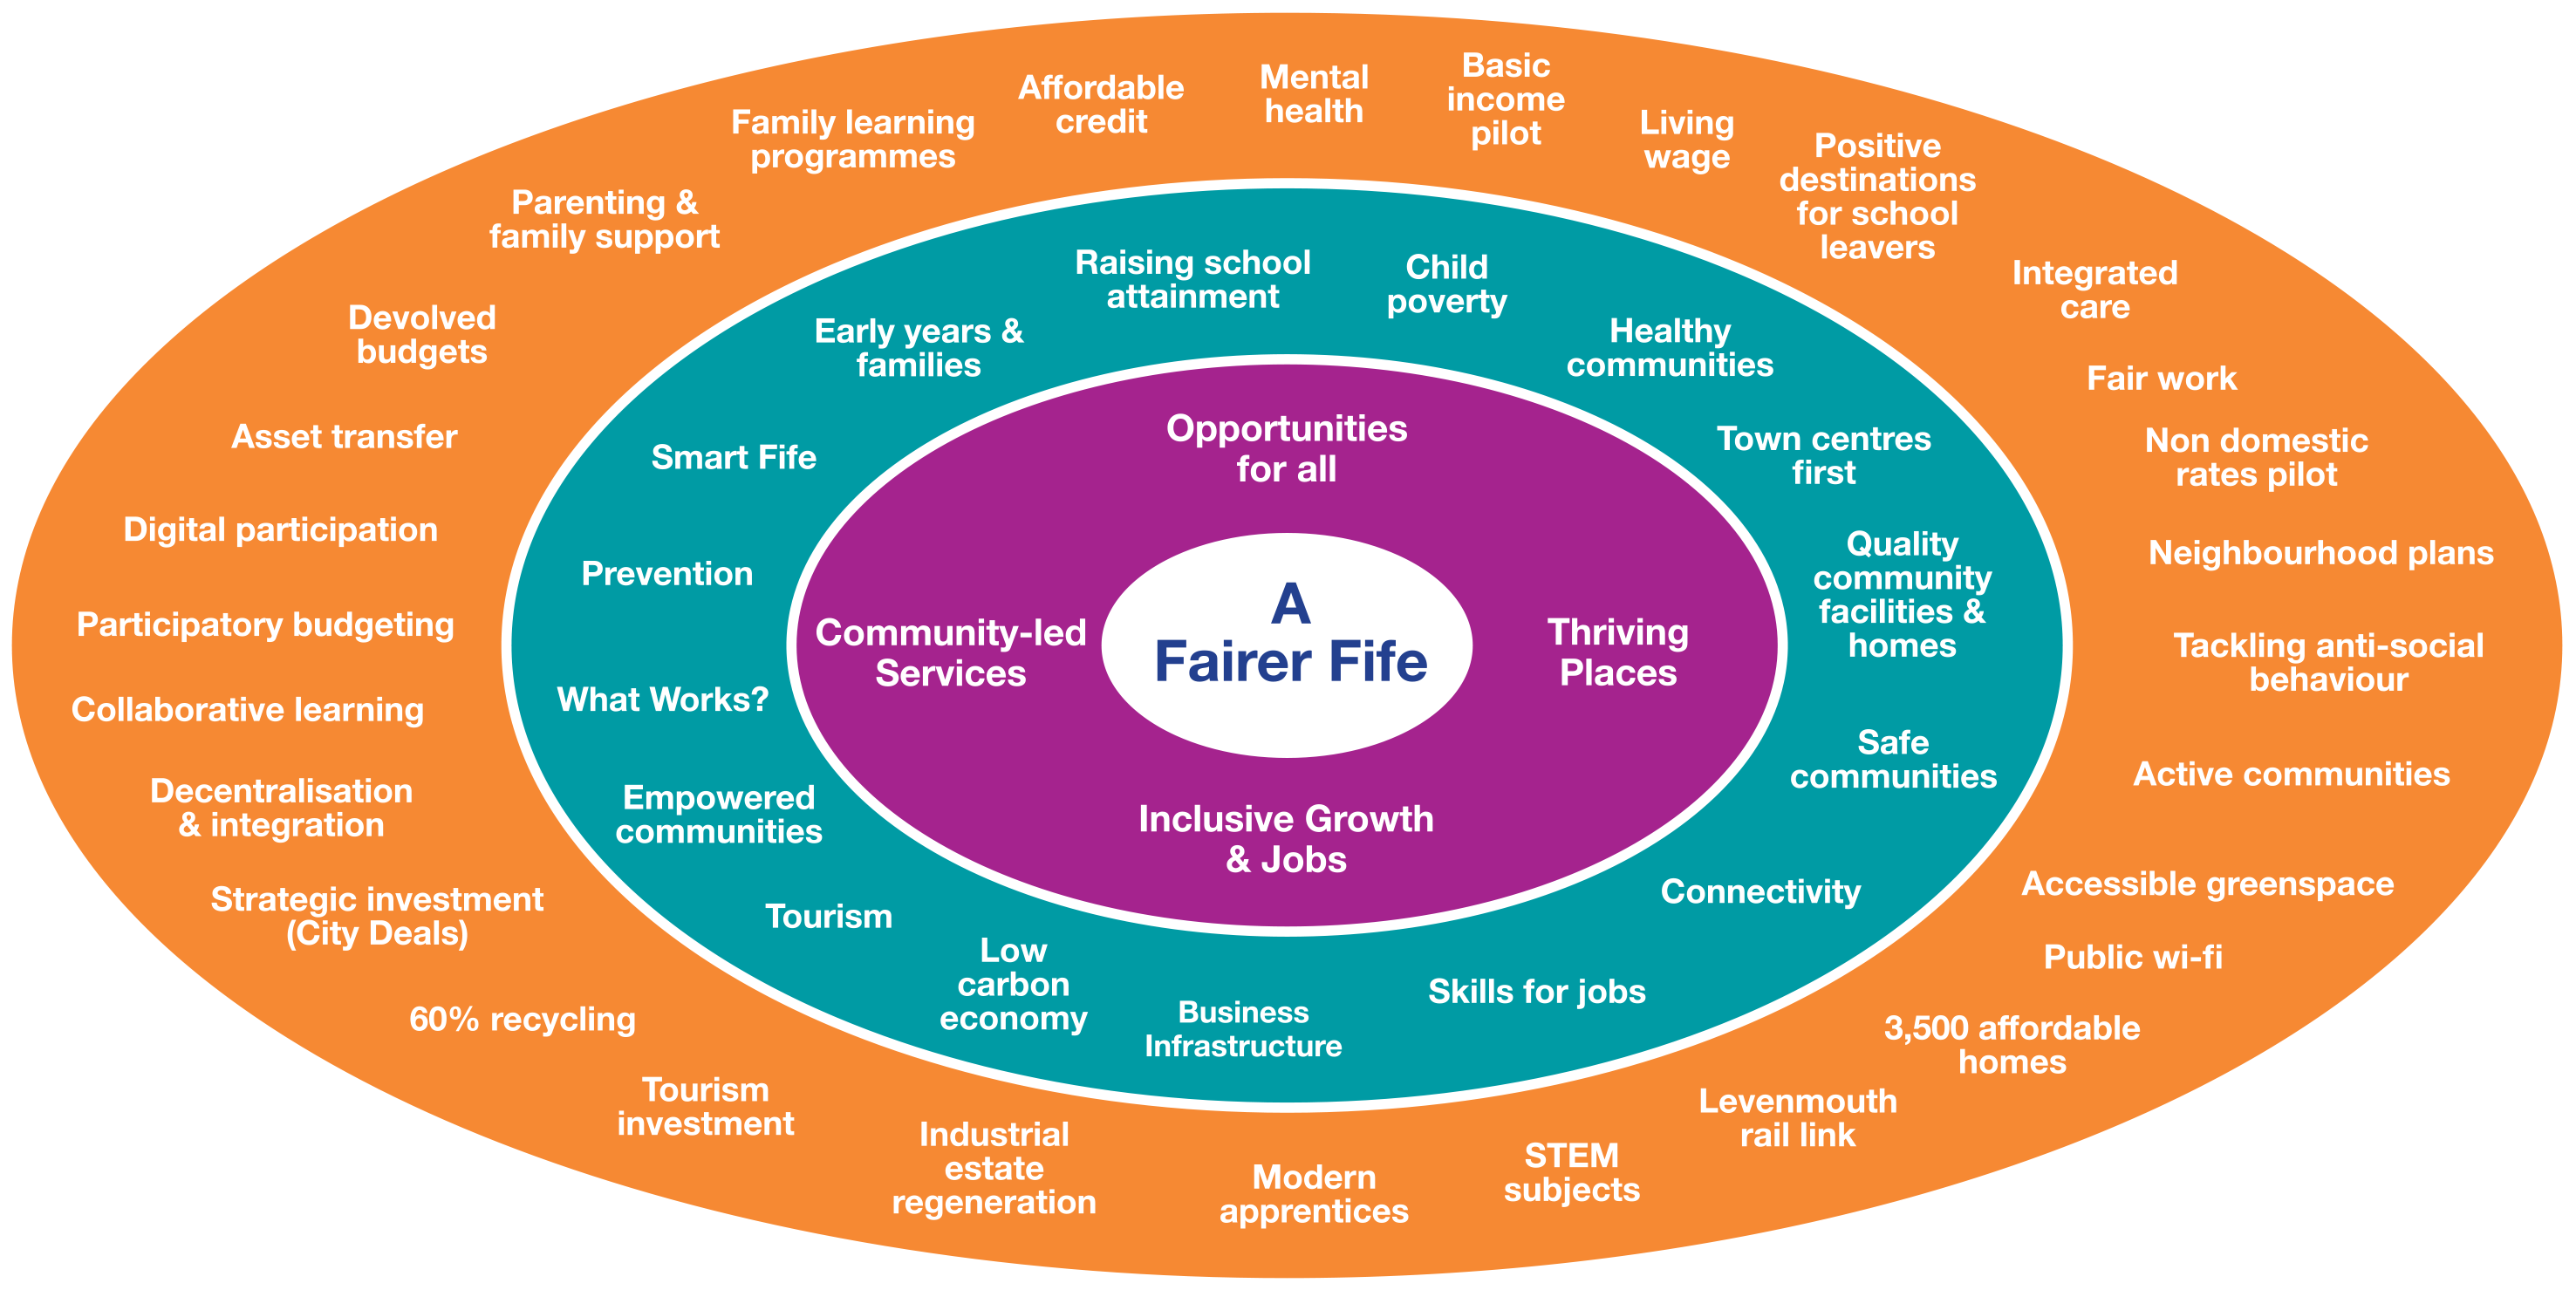 A
Fairer Fife
Opportunities
for all
Thriving
Places
Inclusive Growth
& Jobs
Community-led
Services
Raising school
attainment
Child
poverty
Healthy
communities
Town centres
first
Quality
community
facilities &
homes
Safe
communities
Connectivity
Skills for jobs
Business
Infrastructure
Low
carbon
economy
Tourism
Empowered
communities
What Works?
Prevention
Smart Fife
Early years &
families
Mental
health
Basic
income
pilot
Living
wage
Positive
destinations
for school
leavers
Integrated
care
Fair work
Non domestic
rates pilot
Neighbourhood plans
Tackling anti-social
behaviour
Active communities
Accessible greenspace
Public wi-fi
3,500 affordable
homes
Levenmouth
rail link
STEM
subjects
Modern
apprentices
Industrial
estate
regeneration
Tourism
investment
60% recycling
Strategic investment
(City Deals)
Decentralisation
& integration
Collaborative learning
Participatory budgeting
Digital participation
Asset transfer
Devolved
budgets
Parenting &
family support
Family learning
programmes
Affordable
credit